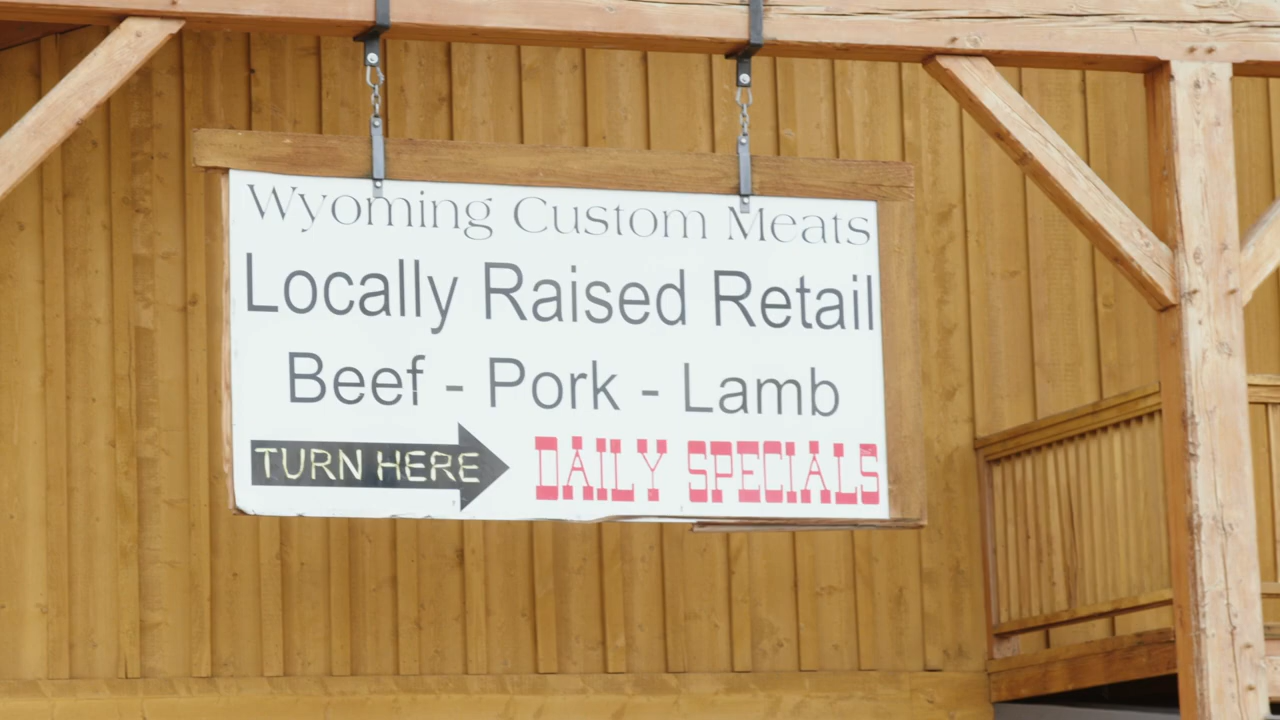 Wyoming Custom Meats
Locally Raised Retail
Beef - Pork - Lamb
TURN HERE
DAILY SPECIALS